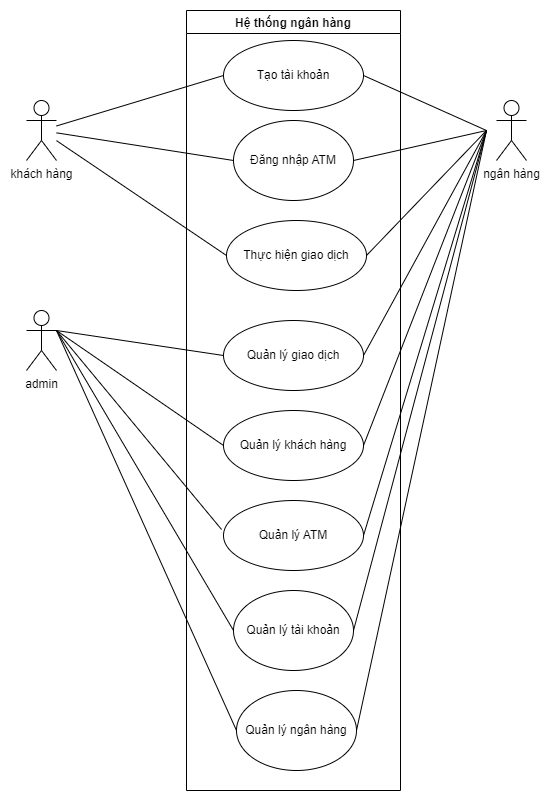 Hệ thống ngân hàng
Tạo tài khoản
Đăng nhập ATM
khách hàng
ngân hàng
Thực hiện giao dịch
Quản lý giao dịch
admin
Quản lý khách hàng
Quản lý ATM
Quản lý tài khoản
Quản lý ngân hàng